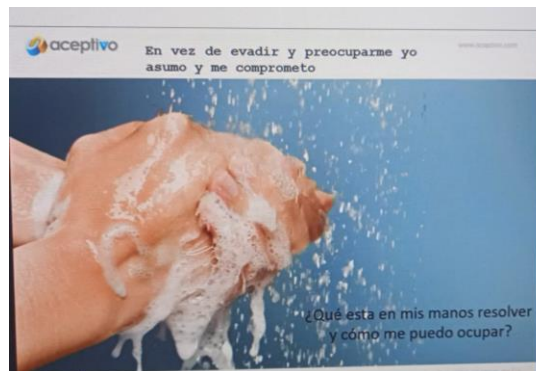 aceptivo
En vez de evadir y preocuparme yo
asumo y me comprometo
¿Qué esta en mis manos resolver
y cómo me puedo ocupar?